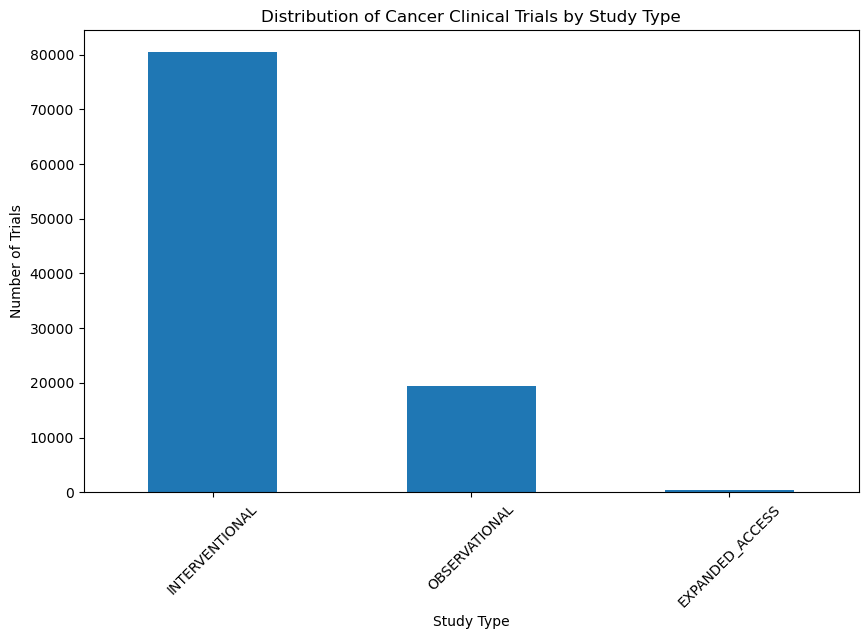 Distribution of Cancer Clinical Trials by Study Type
Number of Trials
80000
70000
60000
50000
40000
30000
20000
10000
0
INTERVENTIONAL
OBSERVATIONAL
EXPANDED_ACCESS
Study Type